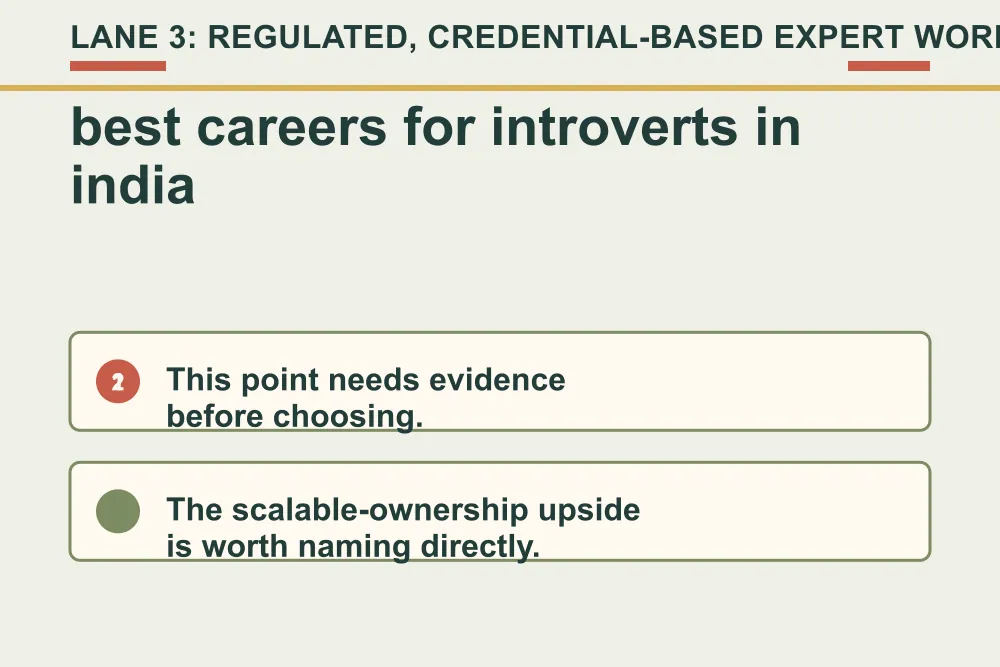 LANE 3: REGULATED, CREDENTIAL-BASED EXPERT
best careers for introverts in
india
2
This point needs evidence
before choosing.
The scalable-ownership upside
is worth naming directly.